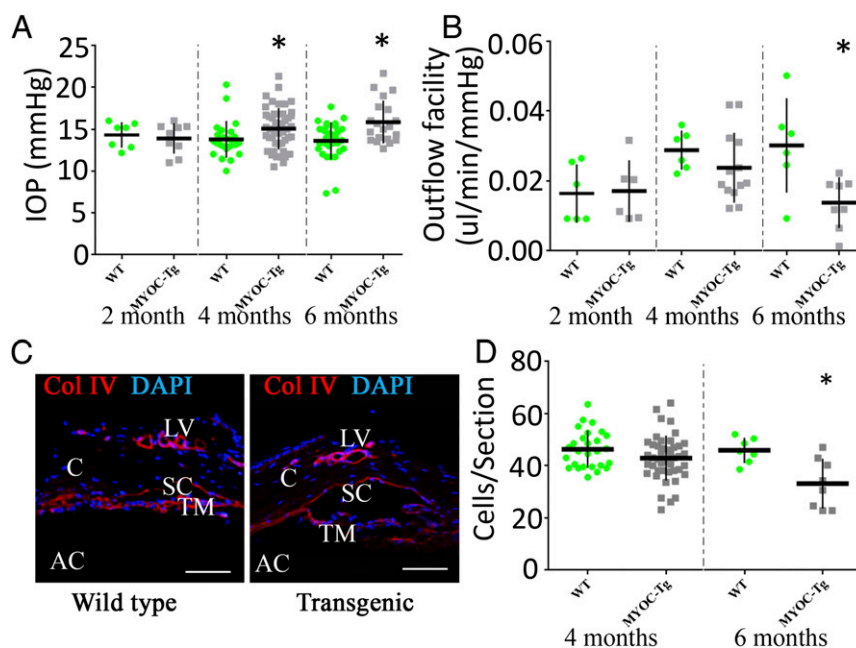 A
IOP (mmHg)
25
20
15
10
5
0
WT
MYOC-Tg
WT
MYOC-Tg
WT
MYOC-Tg
2 month
4 months
6 months
*
*
B
Outflow facility
(ul/min/mmHg)
0.06
0.04
0.02
0.00
WT
MYOC-Tg
WT
MYOC-Tg
WT
MYOC-Tg
2 month
4 months
6 months
*
C
Col IV DAPI
LV
C
SC
TM
AC
Wild type
Col IV DAPI
LV
C
SC
TM
AC
Transgenic
D
Cells/Section
80
60
40
20
0
WT
MYOC-Tg
WT
MYOC-Tg
4 months
6 months
*